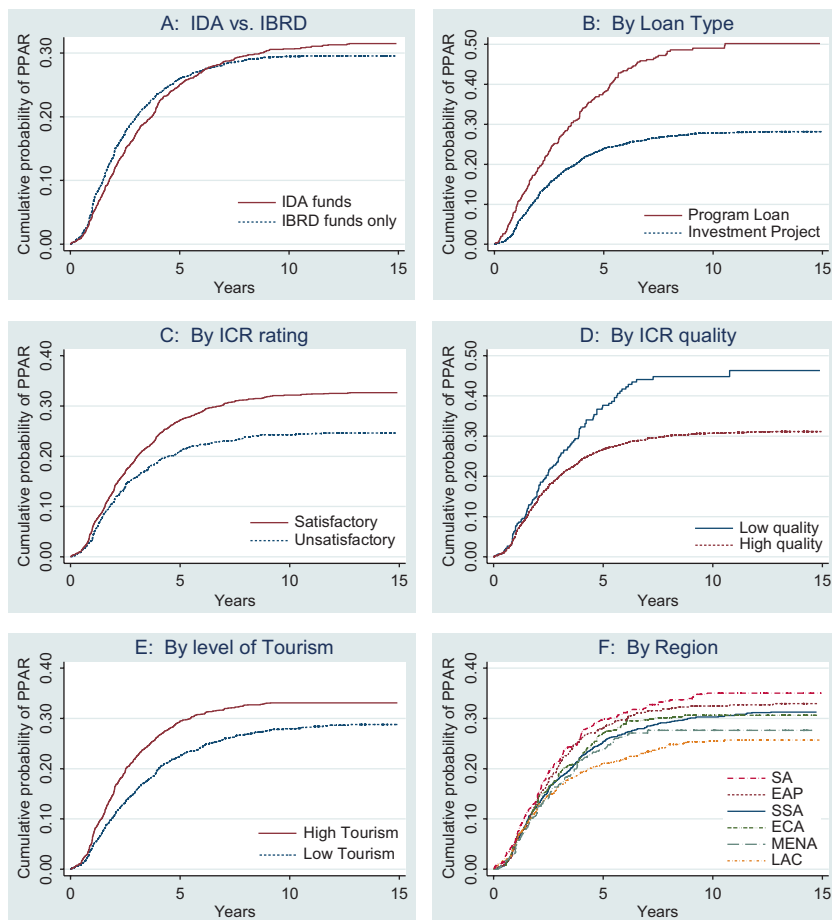 A: IDA vs. IBRD
Cumulative probability of PPAR
0.30
0.20
0.10
0.00
IDA funds
IBRD funds only
0 5 10 15
Years
B: By Loan Type
Cumulative probability of PPAR
0.50
0.40
0.30
0.20
0.10
0.00
Program Loan
Investment Project
0 5 10 15
Years
C: By ICR rating
Cumulative probability of PPAR
0.40
0.30
0.20
0.10
0.00
Satisfactory
Unsatisfactory
0 5 10 15
Years
D: By ICR quality
Cumulative probability of PPAR
0.50
0.40
0.30
0.20
0.10
0.00
Low quality
High quality
0 5 10 15
Years
E: By level of Tourism
Cumulative probability of PPAR
0.40
0.30
0.20
0.10
0.00
High Tourism
Low Tourism
0 5 10 15
Years
F: By Region
Cumulative probability of PPAR
0.40
0.30
0.20
0.10
0.00
SA
EAP
SSA
ECA
MENA
LAC
0 5 10 15
Years